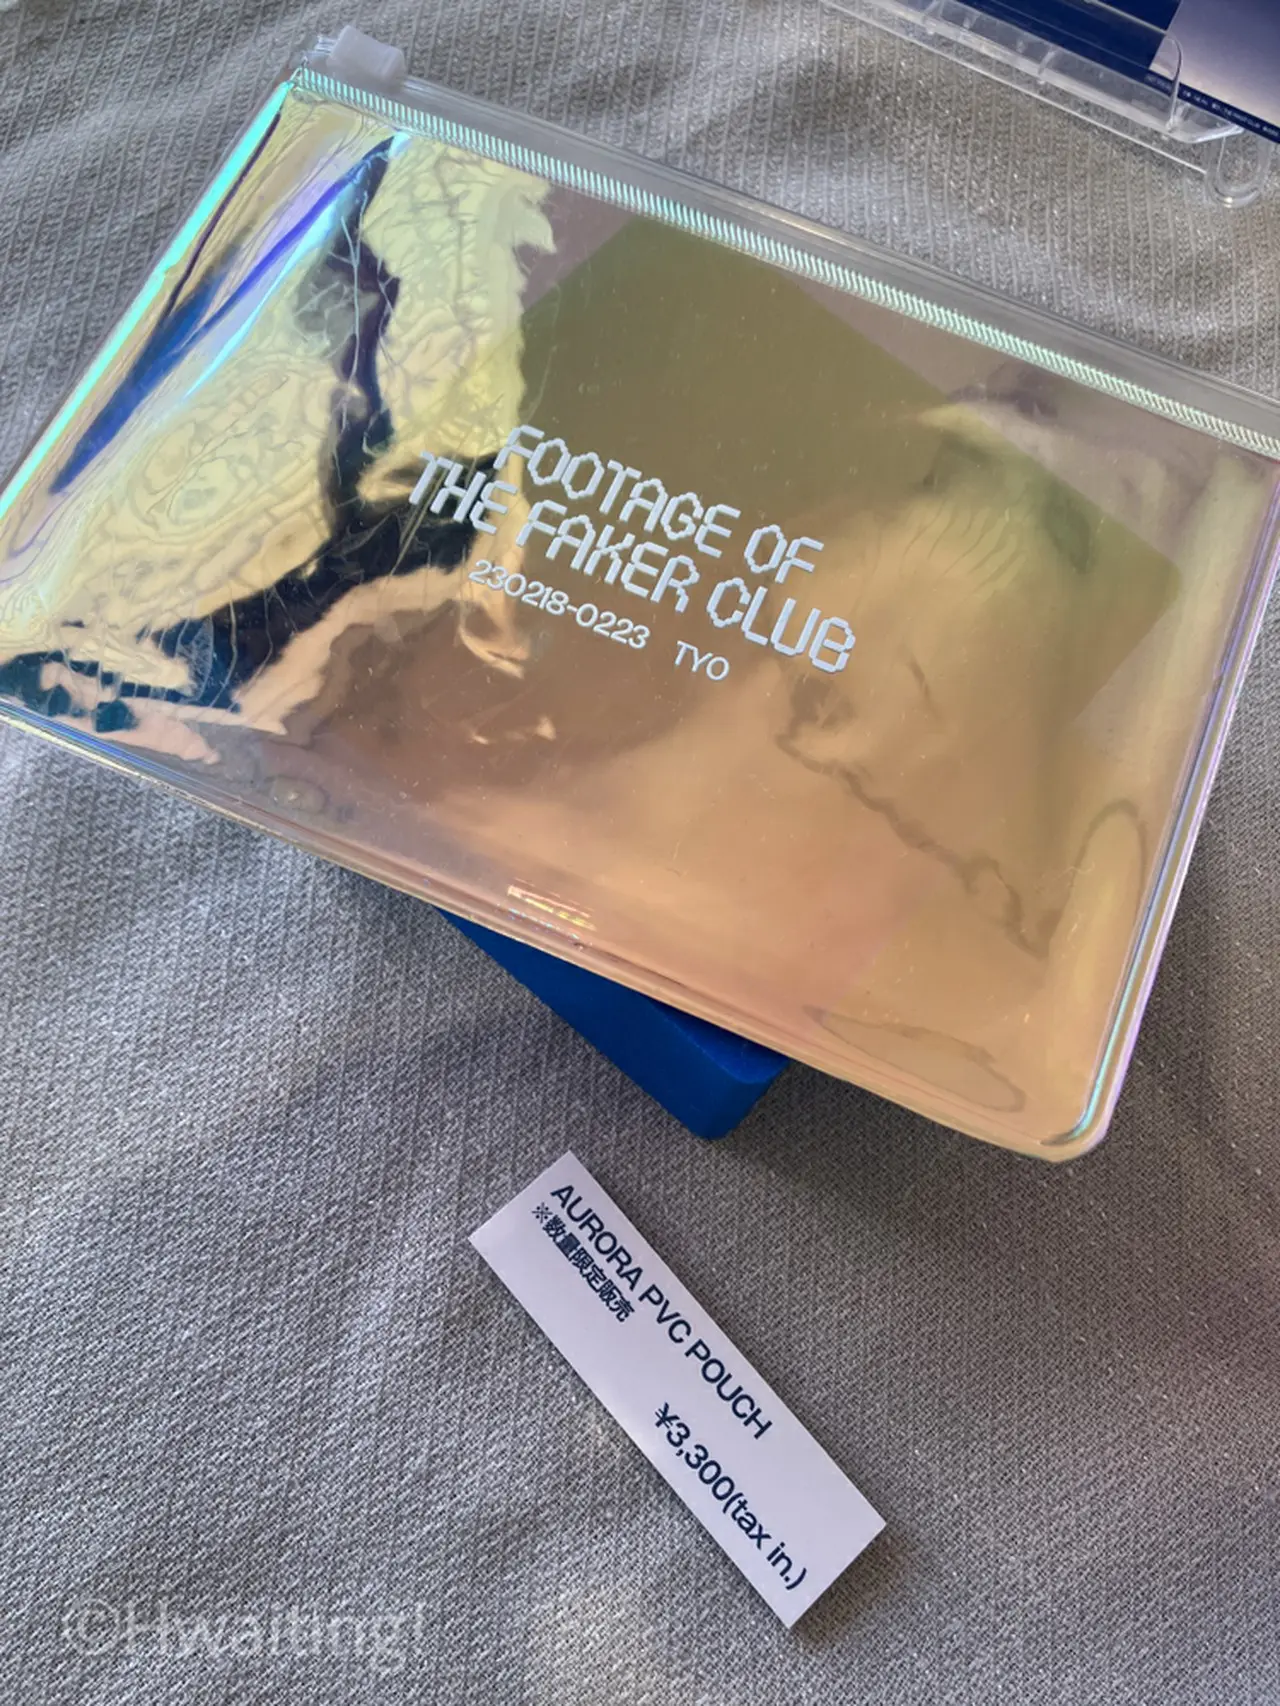 FOOTAGE OF
THE FAKER CLUB
230218-0223 TYO
AURORA PVC POUCH
※数量限定販売
¥3,300(tax in.)
©Hwaiting!